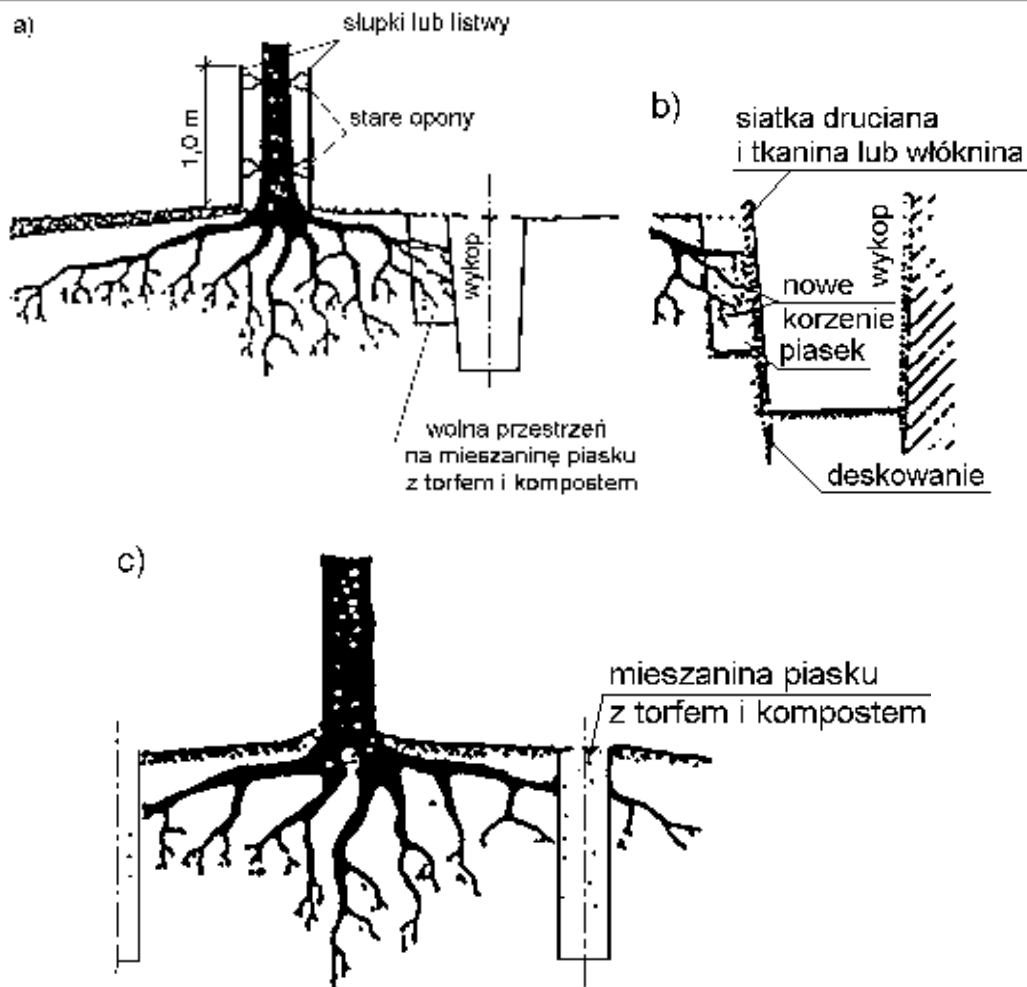 a)
słupki lub listwy
stare opony
1,0 m
wykop
wolna przestrzeń
na mieszaninę piasku
z torfem i kompostem
b)
siatka druciana
i tkanina lub włóknina
wykop
nowe
korzenie
piasek
deskowanie
c)
mieszanina piasku
z torfem i kompostem